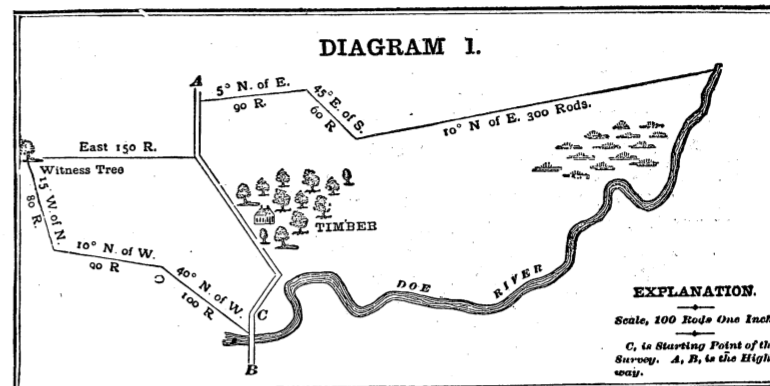 DIAGRAM 1.
A
5° N. of E.
90 R.
45° E. of S.
60 R
10° N of E. 300 Rods.
East 150 R.
Witness Tree
15 W. of N.
80 R.
TIMBER
10° N. of W.
90 R
C
40° N. of W.
100 R
C
DOE RIVER
B
EXPLANATION.
Scale, 100 Rods One Inch
C, is Starting Point of th
Survey. A, B, is the High
way.